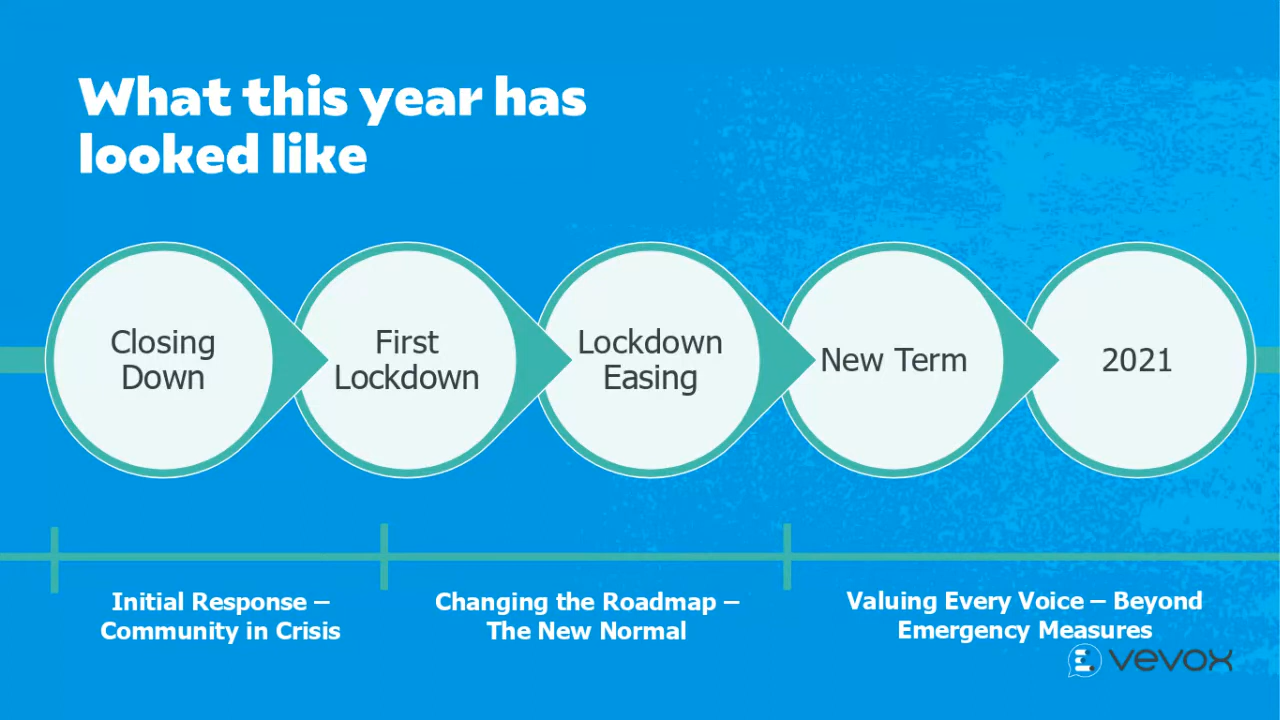 What this year has
looked like
Closing
Down
First
Lockdown
Lockdown
Easing
New Term
2021
Initial Response –
Community in Crisis
Changing the Roadmap –
The New Normal
Valuing Every Voice – Beyond
Emergency Measures
vevox